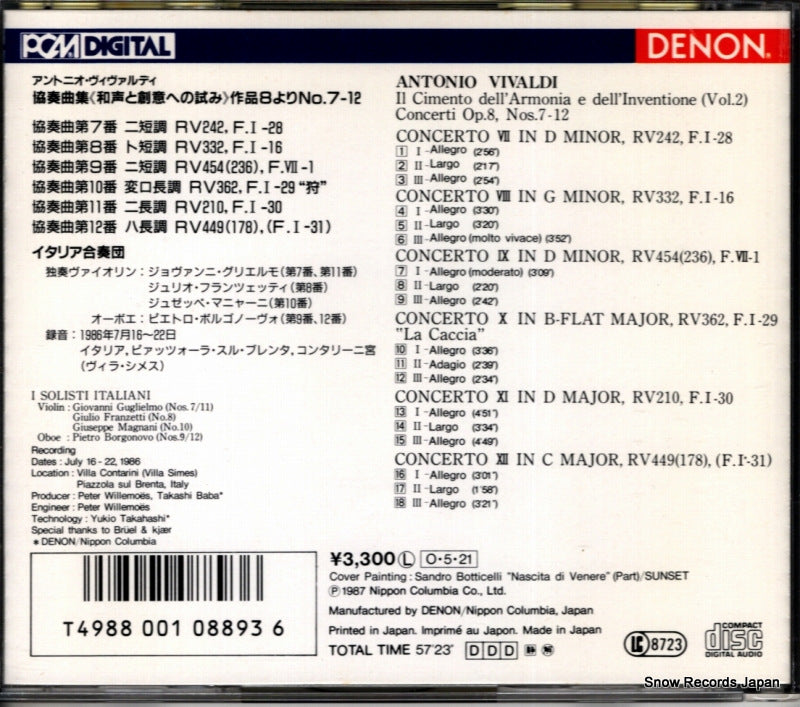 PCM DIGITAL
DENON
アントニオ・ヴィヴァルディ
協奏曲集《和声と創意への試み》作品8よりNo.7-12
協奏曲第7番 ニ短調 RV242, F.I-28
協奏曲第8番 ト短調 RV332, F.I-16
協奏曲第9番 ニ短調 RV454(236), F.VII-1
協奏曲第10番 変ロ長調 RV362, F.I-29 “狩”
協奏曲第11番 ニ長調 RV210, F.I-30
協奏曲第12番 ハ長調 RV449(178), (F.I-31)
イタリア合奏団
独奏ヴァイオリン：ジョヴァンニ・グリエルモ(第7番、第11番)
ジュリオ・フランツェッティ(第8番)
ジュゼッペ・マニャーニ(第10番)
オーボエ：ピエトロ・ボルゴノーヴォ(第9番、12番)
録音：1986年7月16〜22日
イタリア, ピァッツォーラ・スル・ブレンタ, コンタリーニ宮
(ヴィラ・シメス)
I SOLISTI ITALIANI
Violin : Giovanni Guglielmo (Nos.7/11)
Giulio Franzetti (No.8)
Giuseppe Magnani (No.10)
Oboe : Pietro Borgonovo (Nos.9/12)
Recording
Dates : July 16 - 22, 1986
Location : Villa Contarini (Villa Simes)
Piazzola sul Brenta, Italy
Producer : Peter Willemoës, Takashi Baba*
Engineer : Peter Willemoës
Technology : Yukio Takahashi*
Special thanks to Brüel & kjær
* DENON/Nippon Columbia
T4988 001 08893 6
ANTONIO VIVALDI
Il Cimento dell'Armonia e dell'Inventione (Vol.2)
Concerti Op.8, Nos.7-12
CONCERTO VII IN D MINOR, RV242, F.I-28
1 I-Allegro (2'56")
2 II-Largo (2'17")
3 III-Allegro (2'54")
CONCERTO VIII IN G MINOR, RV332, F.I-16
4 I-Allegro (3'30")
5 II-Largo (3'20")
6 III-Allegro (molto vivace) (3'52")
CONCERTO IX IN D MINOR, RV454(236), F.VII-1
7 I-Allegro (moderato) (3'09")
8 II-Largo (2'20")
9 III-Allegro (2'42")
CONCERTO X IN B-FLAT MAJOR, RV362, F.I-29
"La Caccia"
10 I-Allegro (3'36")
11 II-Adagio (2'39")
12 III-Allegro (2'34")
CONCERTO XI IN D MAJOR, RV210, F.I-30
13 I-Allegro (4'51")
14 II-Largo (3'34")
15 III-Allegro (4'49")
CONCERTO XII IN C MAJOR, RV449(178), (F.I-31)
16 I-Allegro (3'01")
17 II-Largo (1'58")
18 III-Allegro (3'21")
¥3,300 Ⓛ O・5・21
Cover Painting : Sandro Botticelli "Nascita di Venere" (Part)/SUNSET
Ⓟ1987 Nippon Columbia Co., Ltd.
Manufactured by DENON/Nippon Columbia, Japan
Printed in Japan. Imprimé au Japon. Made in Japan
TOTAL TIME 57'23" DDD
LC 8723
COMPACT disc DIGITAL AUDIO
Snow Records Japan